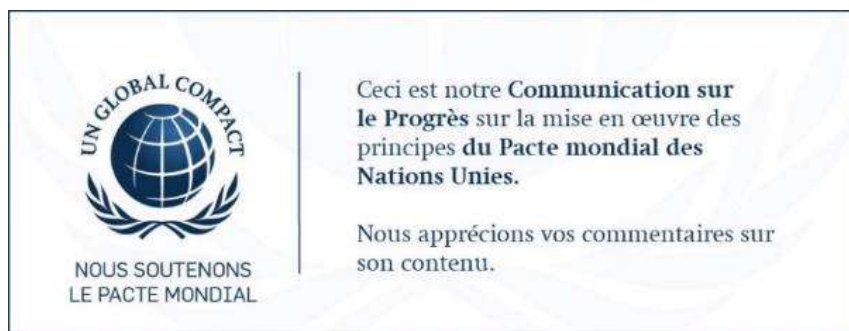 UN GLOBAL COMPACT
NOUS SOUTENONS
LE PACTE MONDIAL
Ceci est notre Communication sur
le Progrès sur la mise en œuvre des
principes du Pacte mondial des
Nations Unies.
Nous apprécions vos commentaires sur
son contenu.